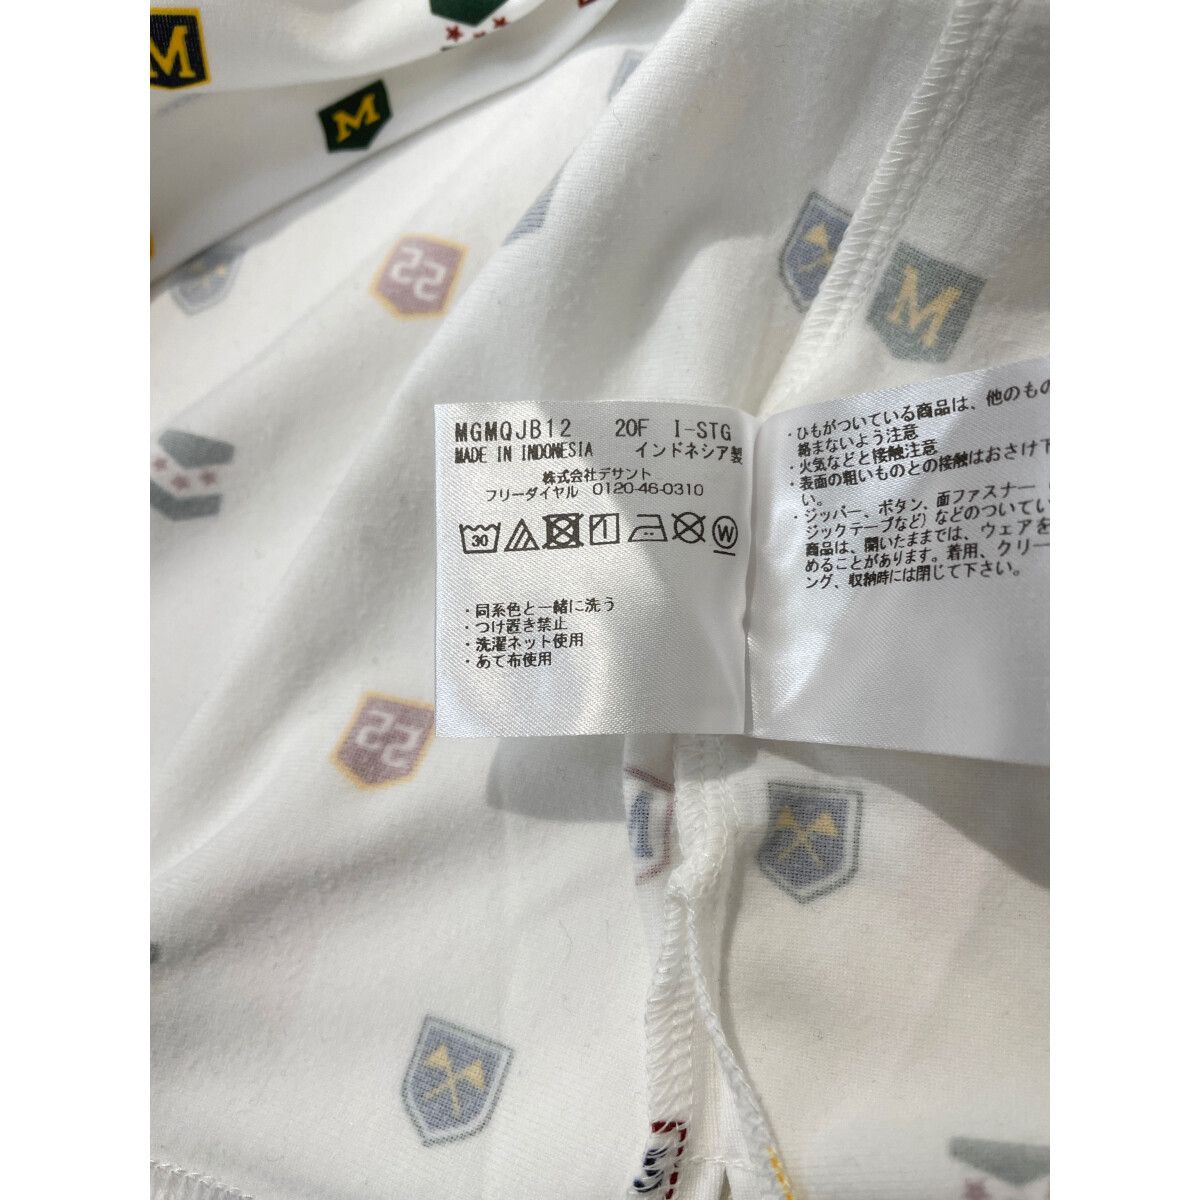 M
M
22
M
MGMQJB12 20F I-STG
MADE IN INDONESIA インドネシア製
株式会社デサント
フリーダイヤル 0120-46-0310
30
W
・同系色と一緒に洗う
・つけ置き禁止
・洗濯ネット使用
・あて布使用
・ひもがついている商品は、他のもの
絡まないよう注意
・火気などと接触注意
・表面の粗いものとの接触はおさけ下
い。
・ジッパー、ボタン、面ファスナー
ジックテープなど）などのついてい
商品は、開いたままでは、ウェアを
めることがあります。着用、クリー
ング、収納時には閉じて下さい。
22